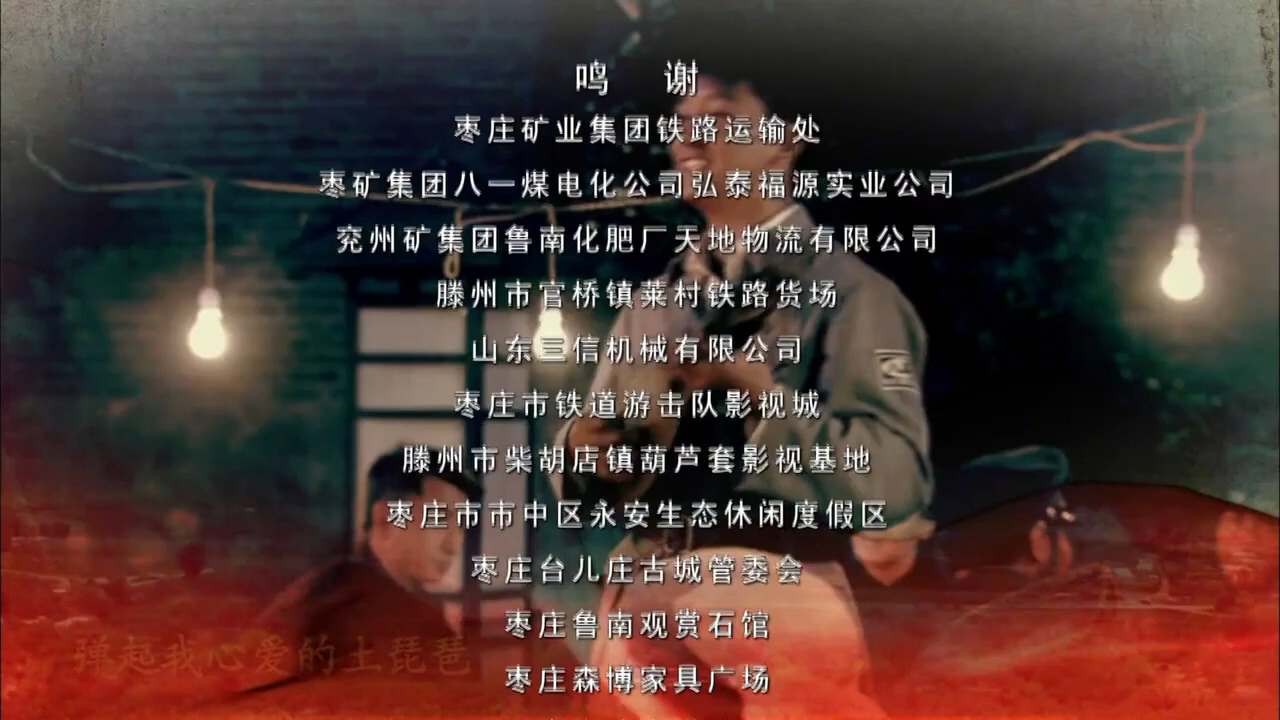 鸣 谢
枣庄矿业集团铁路运输处
枣矿集团八一煤电化公司弘泰福源实业公司
兖州矿集团鲁南化肥厂天地物流有限公司
滕州市官桥镇莱村铁路货场
山东三信机械有限公司
枣庄市铁道游击队影视城
滕州市柴胡店镇葫芦套影视基地
枣庄市市中区永安生态休闲度假区
枣庄台儿庄古城管委会
枣庄鲁南观赏石馆
弹起我心爱的土琵琶
枣庄森博家具广场